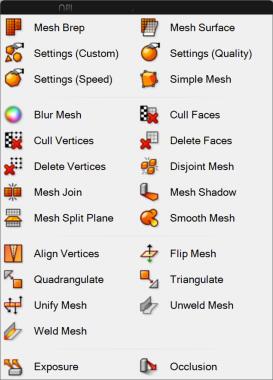 Mesh Brep Mesh Surface
Settings (Custom) Settings (Quality)
Settings (Speed) Simple Mesh
Blur Mesh Cull Faces
Cull Vertices Delete Faces
Delete Vertices Disjoint Mesh
Mesh Join Mesh Shadow
Mesh Split Plane Smooth Mesh
Align Vertices Flip Mesh
Quadrangulate Triangulate
Unify Mesh Unweld Mesh
Weld Mesh
Exposure Occlusion